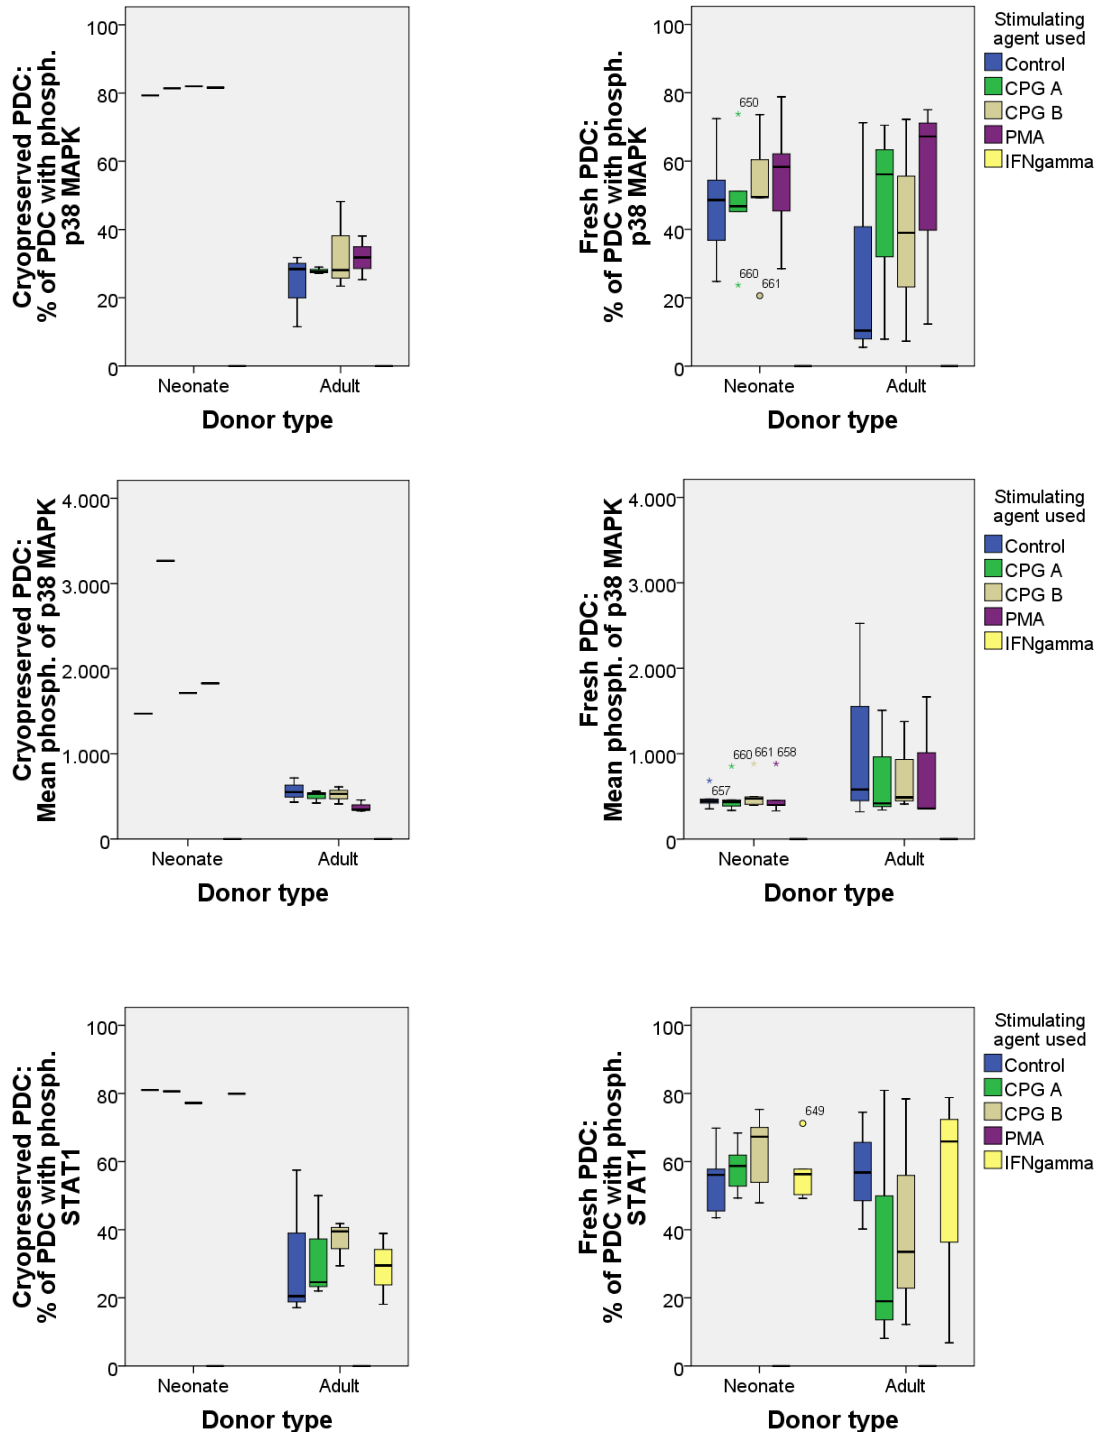 Cryopreserved PDC:
% of PDC with phosph.
p38 MAPK
100
80
60
40
20
0
Neonate
Adult
Donor type
Fresh PDC:
% of PDC with phosph.
p38 MAPK
100
80
60
40
20
0
650
660
661
Neonate
Adult
Donor type
Stimulating
agent used
Control
CPG A
CPG B
PMA
IFNgamma
Cryopreserved PDC:
Mean phosph. of p38 MAPK
4.000
3.000
2.000
1.000
0
Neonate
Adult
Donor type
Fresh PDC:
Mean phosph. of p38 MAPK
4.000
3.000
2.000
1.000
0
657
660
661
658
Neonate
Adult
Donor type
Stimulating
agent used
Control
CPG A
CPG B
PMA
IFNgamma
Cryopreserved PDC:
% of PDC with phosph.
STAT1
100
80
60
40
20
0
Neonate
Adult
Donor type
Fresh PDC:
% of PDC with phosph.
STAT1
100
80
60
40
20
0
649
Neonate
Adult
Donor type
Stimulating
agent used
Control
CPG A
CPG B
PMA
IFNgamma